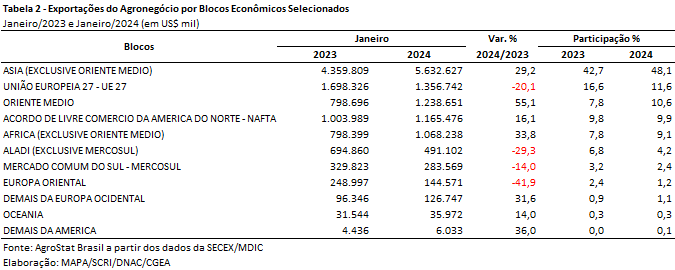 Tabela 2 - Exportações do Agronegócio por Blocos Econômicos Selecionados
Janeiro/2023 e Janeiro/2024 (em US$ mil)
Blocos Janeiro Var. % Participação %
2023 2024 2024/2023 2023 2024
ASIA (EXCLUSIVE ORIENTE MEDIO) 4.359.809 5.632.627 29,2 42,7 48,1
UNIÃO EUROPEIA 27 - UE 27 1.698.326 1.356.742 -20,1 16,6 11,6
ORIENTE MEDIO 798.696 1.238.651 55,1 7,8 10,6
ACORDO DE LIVRE COMERCIO DA AMERICA DO NORTE - NAFTA 1.003.989 1.165.476 16,1 9,8 9,9
AFRICA (EXCLUSIVE ORIENTE MEDIO) 798.399 1.068.238 33,8 7,8 9,1
ALADI (EXCLUSIVE MERCOSUL) 694.860 491.102 -29,3 6,8 4,2
MERCADO COMUM DO SUL - MERCOSUL 329.823 283.569 -14,0 3,2 2,4
EUROPA ORIENTAL 248.997 144.571 -41,9 2,4 1,2
DEMAIS DA EUROPA OCIDENTAL 96.346 126.747 31,6 0,9 1,1
OCEANIA 31.544 35.972 14,0 0,3 0,3
DEMAIS DA AMERICA 4.436 6.033 36,0 0,0 0,1
Fonte: AgroStat Brasil a partir dos dados da SECEX/MDIC
Elaboração: MAPA/SCRI/DNAC/CGEA